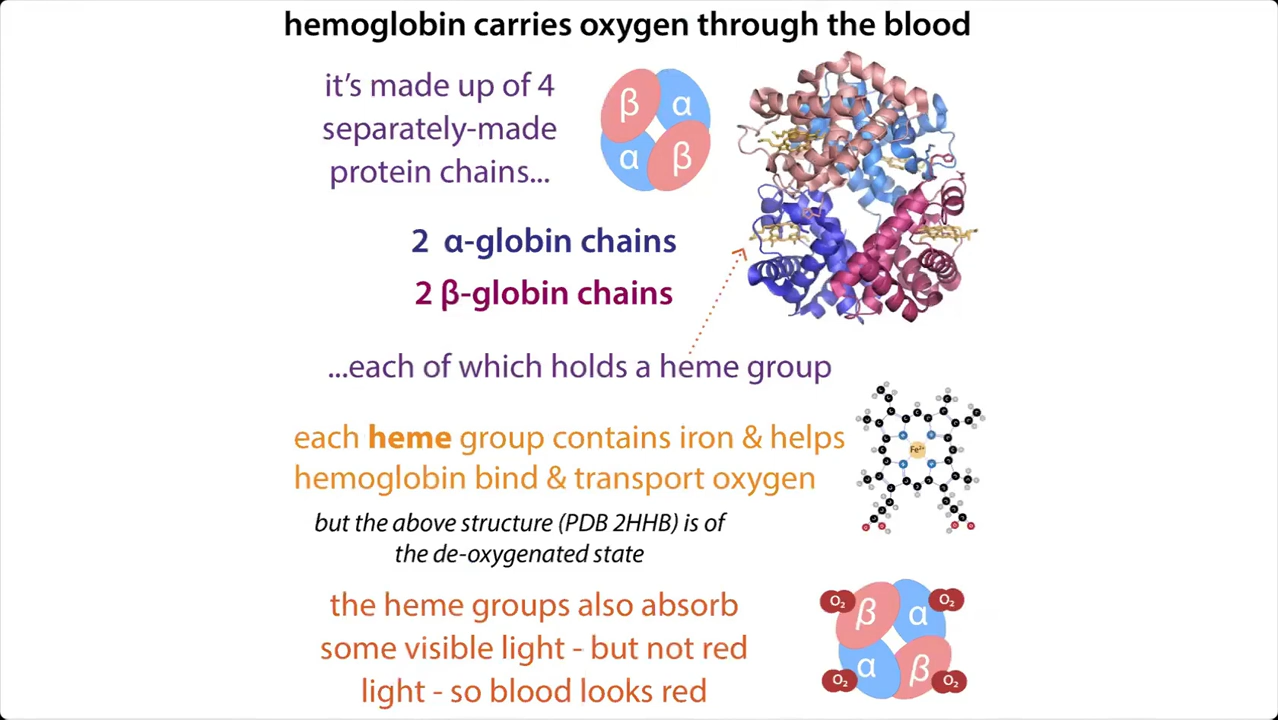 hemoglobin carries oxygen through the blood
it's made up of 4
separately-made
protein chains...
β α
α β
2 α-globin chains
2 β-globin chains
...each of which holds a heme group
each heme group contains iron & helps
hemoglobin bind & transport oxygen
Fe²⁺
but the above structure (PDB 2HHB) is of
the de-oxygenated state
the heme groups also absorb
some visible light - but not red
light - so blood looks red
O₂ β α O₂
O₂ α β O₂